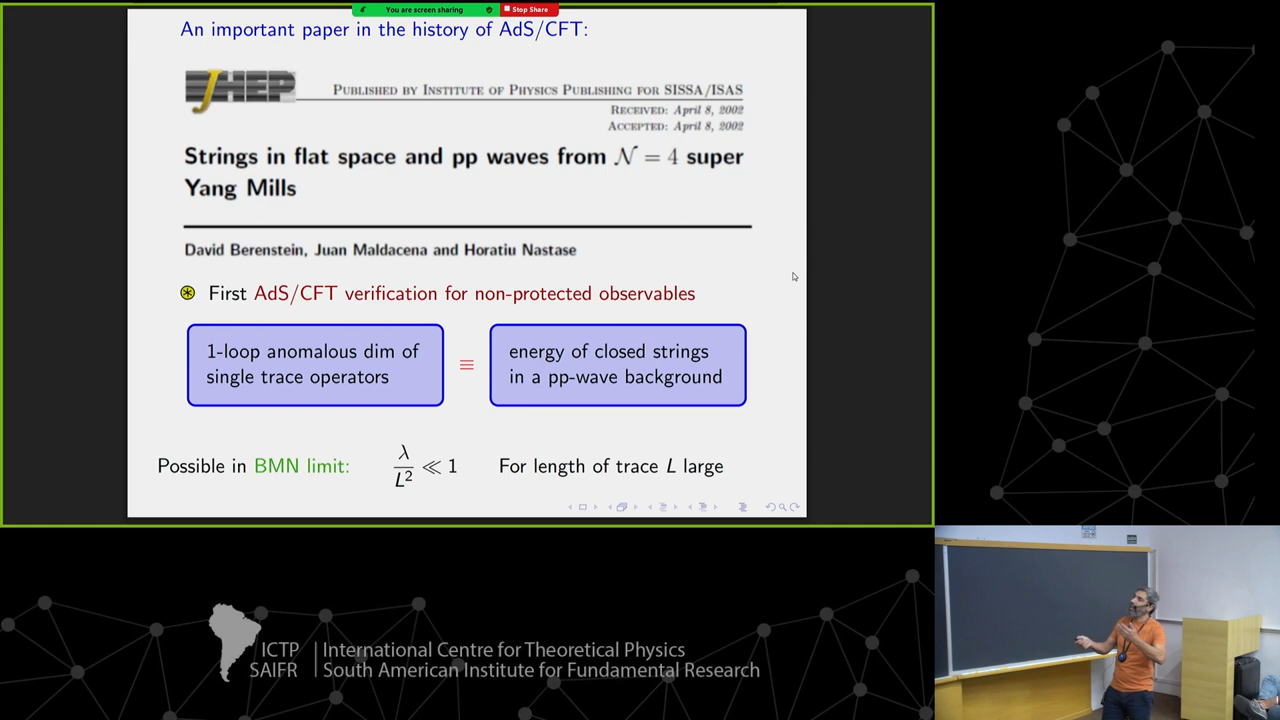 You are screen sharing
Stop Share
An important paper in the history of AdS/CFT:
JHEP
PUBLISHED BY INSTITUTE OF PHYSICS PUBLISHING FOR SISSA/ISAS
RECEIVED: April 8, 2002
ACCEPTED: April 8, 2002
Strings in flat space and pp waves from 𝒩 = 4 super
Yang Mills
David Berenstein, Juan Maldacena and Horatiu Nastase
First AdS/CFT verification for non-protected observables
1-loop anomalous dim of
single trace operators
≡
energy of closed strings
in a pp-wave background
Possible in BMN limit: λ/L² ≪ 1 For length of trace L large
ICTP | International Centre for Theoretical Physics
SAIFR | South American Institute for Fundamental Research